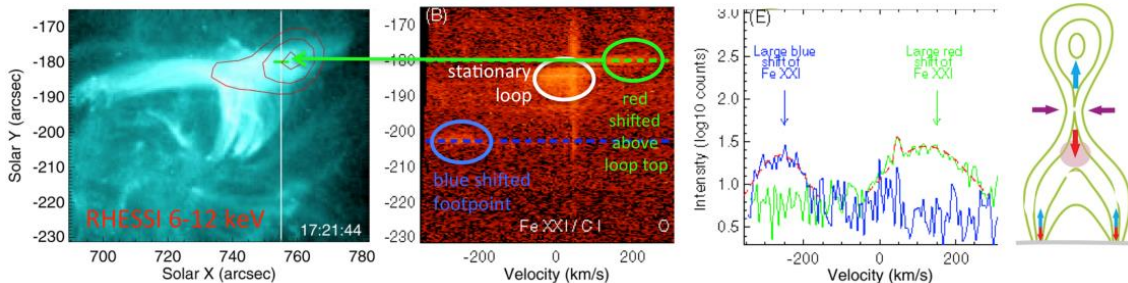 -170
-180
-190
-200
-210
-220
-230
Solar Y (arcsec)
RHESSI 6-12 keV
17:21:44
700 720 740 760 780
Solar X (arcsec)
(B)
-170
-180
-190
-200
-210
-220
-230
stationary
loop
red
shifted
above
loop top
blue shifted
footpoint
Fe XXI / C I
O
-200 0 200
Velocity (km/s)
(E)
Intensity (log10 counts)
3.0
2.5
2.0
1.5
1.0
0.5
Large blue
shift of
Fe XXI
Large red
shift of
Fe XXI
-200 0 200
Velocity (km/s)